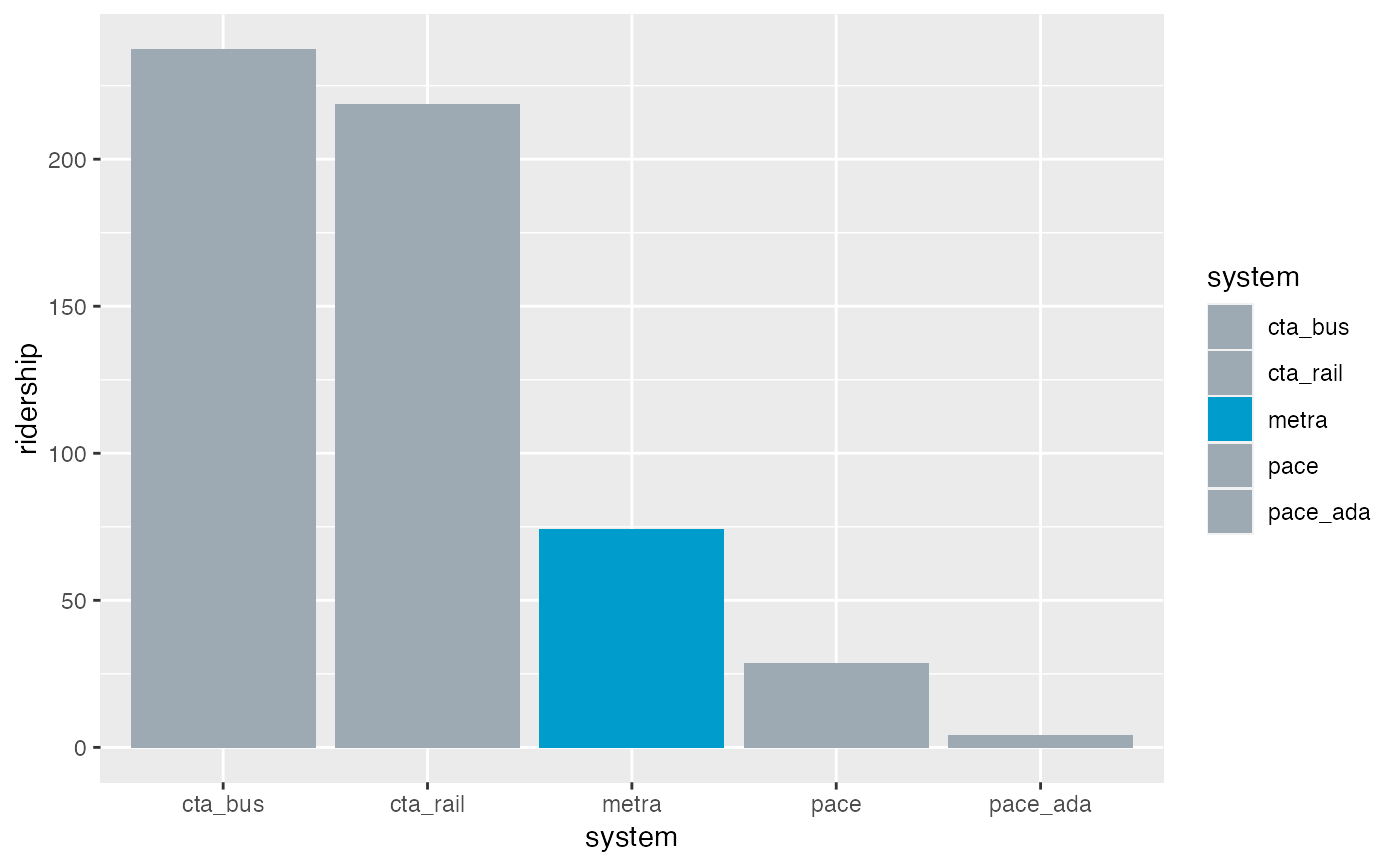 ridership
200
150
100
50
0
cta_bus
cta_rail
metra
pace
pace_ada
system
system
cta_bus
cta_rail
metra
pace
pace_ada